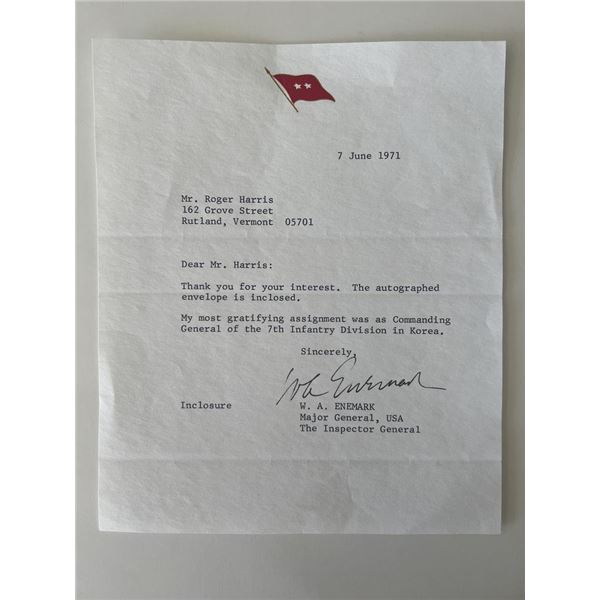 7 June 1971
Mr. Roger Harris
162 Grove Street
Rutland, Vermont 05701
Dear Mr. Harris:
Thank you for your interest. The autographed
envelope is inclosed.
My most gratifying assignment was as Commanding
General of the 7th Infantry Division in Korea.
Sincerely,
WA Enemark
Inclosure
W. A. ENEMARK
Major General, USA
The Inspector General